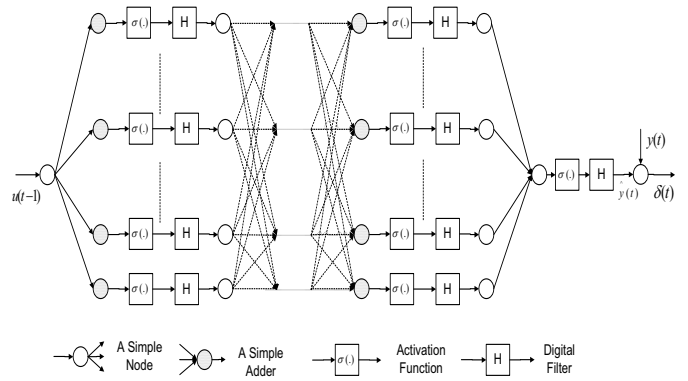 σ(.) H σ(.) H
σ(.) H σ(.) H
y(t)
u(t−1)
σ(.) H
ŷ(t)
δ(t)
σ(.) H σ(.) H
σ(.) H σ(.) H
A Simple
Node
A Simple
Adder
σ(.)
Activation
Function
H
Digital
Filter